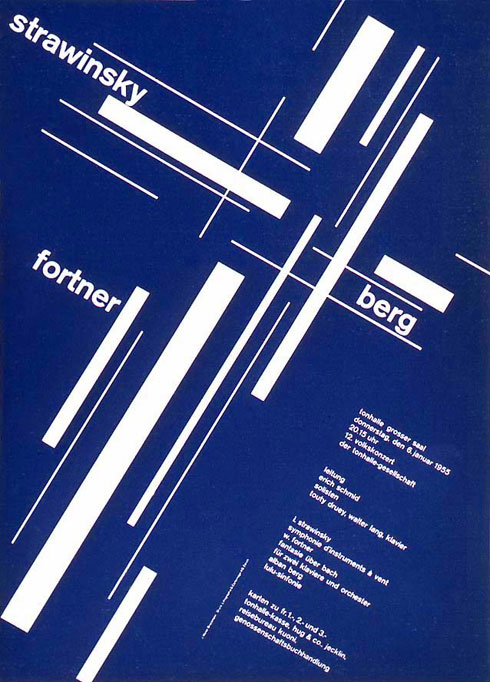 strawinsky
fortner
berg
tonhalle grosser saal
donnerstag, den 6. januar 1955
20.15 uhr
12. volkskonzert
der tonhalle-gesellschaft
leitung
erich schmid
solisten
touty druey, walter lang, klavier
i. strawinsky
symphonie d'instruments à vent
w. fortner
fantasie über bach
für zwei klaviere und orchester
alban berg
lulu-sinfonie
karten zu fr. 1.-, 2.- und 3.-
tonhalle-kasse, hug & co., jecklin,
reisebureau kuoni,
genossenschaftsbuchhandlung